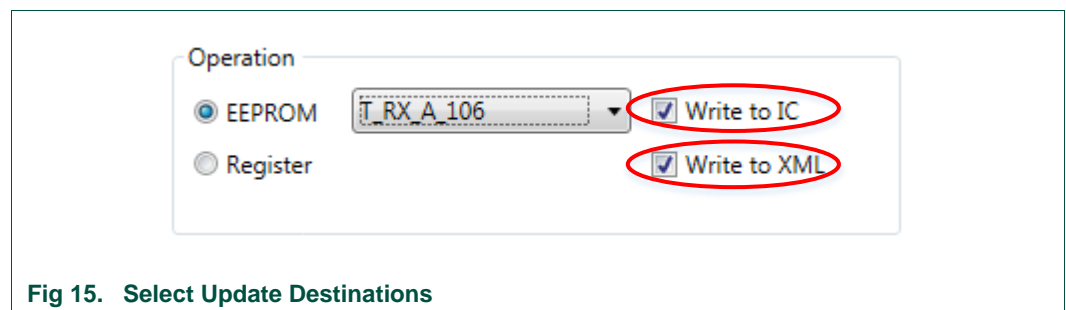 Operation
EEPROM T_RX_A_106 Write to IC
Register Write to XML
Fig 15. Select Update Destinations